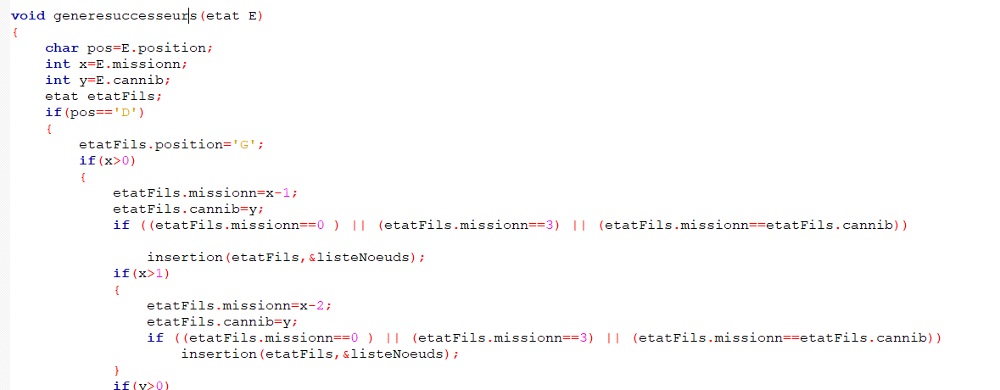 void generesuccesseurs(etat E)
{
    char pos=E.position;
    int x=E.missionn;
    int y=E.cannib;
    etat etatFils;
    if(pos=='D')
    {
        etatFils.position='G';
        if(x>0)
        {
            etatFils.missionn=x-1;
            etatFils.cannib=y;
            if ((etatFils.missionn==0 ) || (etatFils.missionn==3) || (etatFils.missionn==etatFils.cannib))
                insertion(etatFils,&listeNoeuds);
            if(x>1)
            {
                etatFils.missionn=x-2;
                etatFils.cannib=y;
                if ((etatFils.missionn==0 ) || (etatFils.missionn==3) || (etatFils.missionn==etatFils.cannib))
                    insertion(etatFils,&listeNoeuds);
            }
            if(y>0)